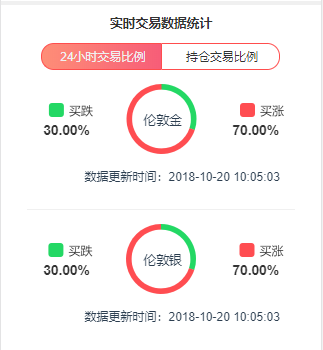 实时交易数据统计
24小时交易比例 持仓交易比例
买跌 伦敦金 买涨
30.00% 70.00%
数据更新时间：2018-10-20 10:05:03
买跌 伦敦银 买涨
30.00% 70.00%
数据更新时间：2018-10-20 10:05:03